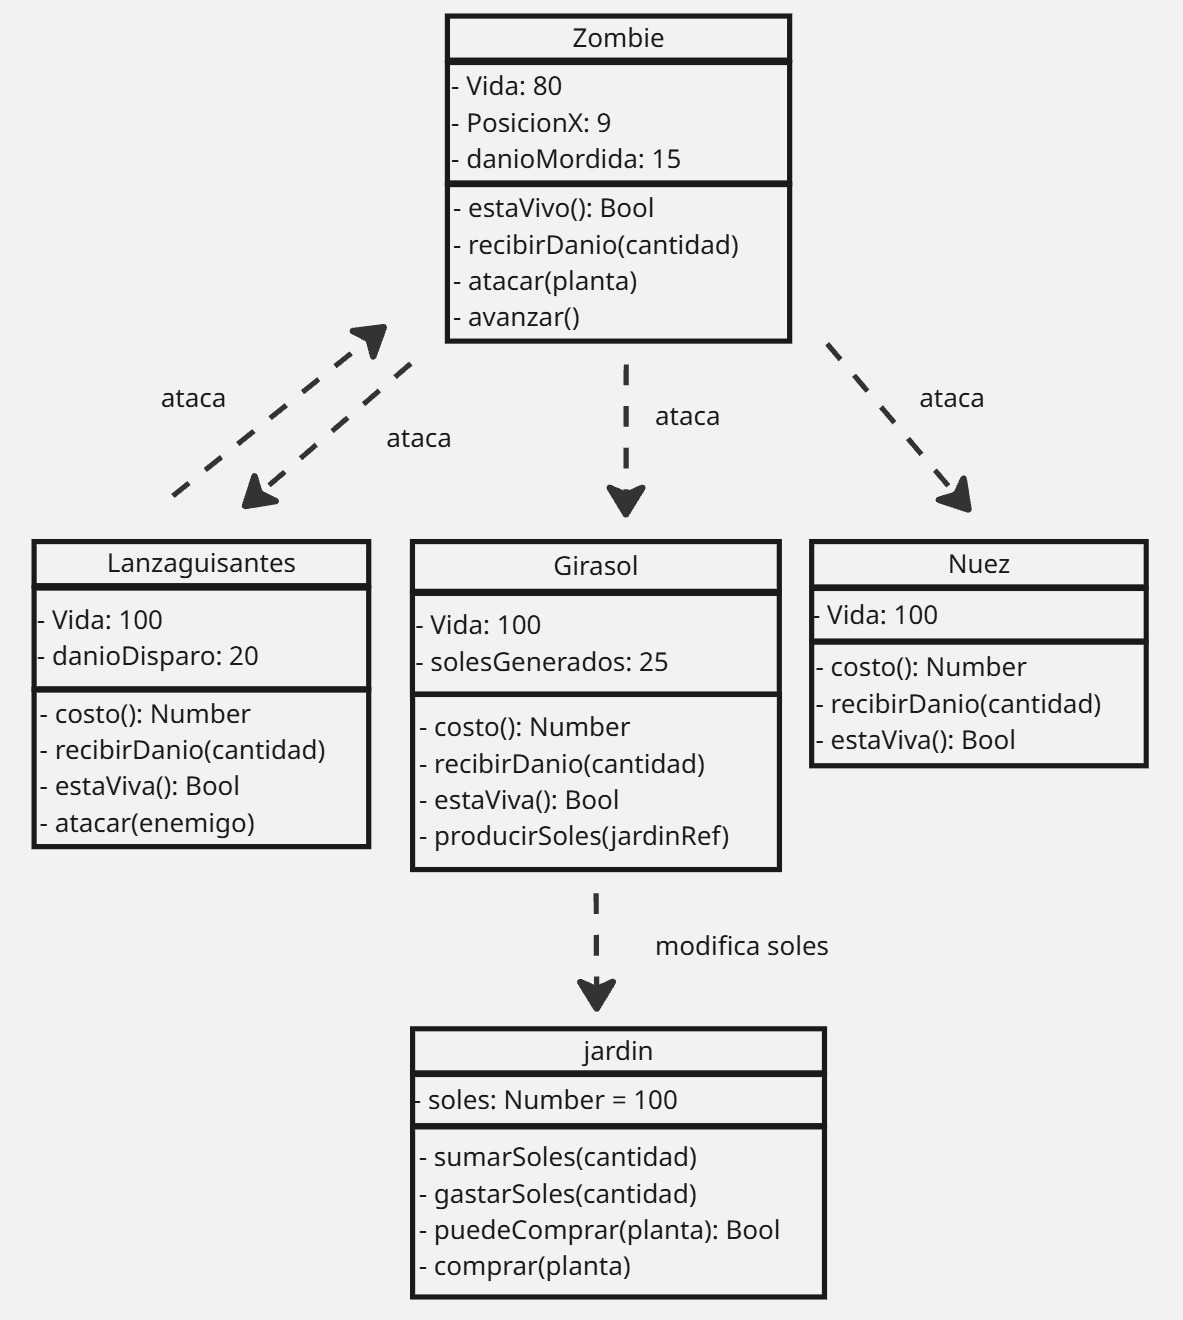 Zombie
- Vida: 80
- PosicionX: 9
- danioMordida: 15
- estaVivo(): Bool
- recibirDanio(cantidad)
- atacar(planta)
- avanzar()
ataca
ataca
ataca
ataca
Lanzaguisantes
- Vida: 100
- danioDisparo: 20
- costo(): Number
- recibirDanio(cantidad)
- estaViva(): Bool
- atacar(enemigo)
Girasol
- Vida: 100
- solesGenerados: 25
- costo(): Number
- recibirDanio(cantidad)
- estaViva(): Bool
- producirSoles(jardinRef)
Nuez
- Vida: 100
- costo(): Number
- recibirDanio(cantidad)
- estaViva(): Bool
modifica soles
jardin
- soles: Number = 100
- sumarSoles(cantidad)
- gastarSoles(cantidad)
- puedeComprar(planta): Bool
- comprar(planta)